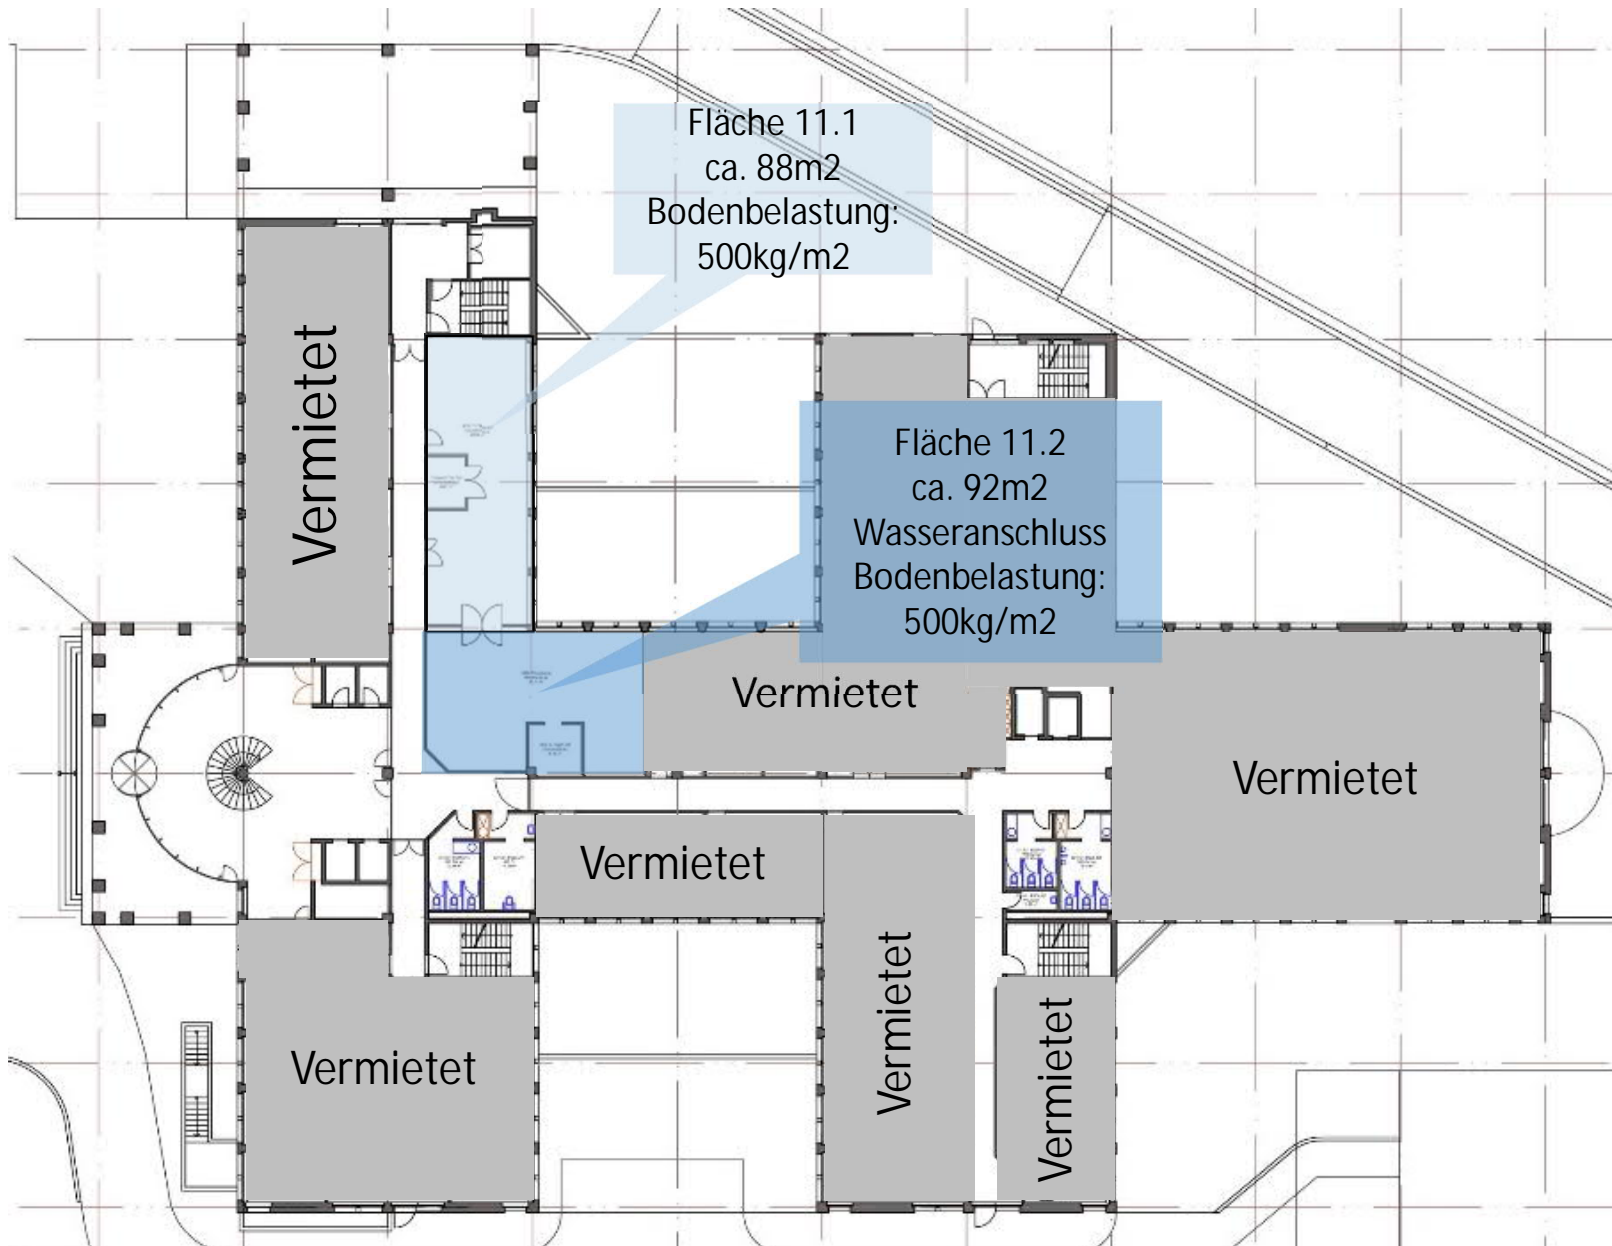 Fläche 11.1
ca. 88m2
Bodenbelastung:
500kg/m2
Vermietet
Fläche 11.2
ca. 92m2
Wasseranschluss
Bodenbelastung:
500kg/m2
Vermietet
Vermietet
Vermietet
Vermietet
Vermietet
Vermietet